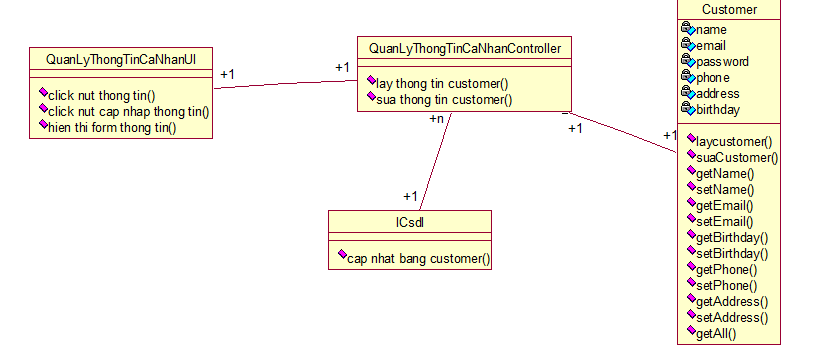 QuanLyThongTinCaNhanUI
click nut thong tin()
click nut cap nhap thong tin()
hien thi form thong tin()
+1
+1
QuanLyThongTinCaNhanController
lay thong tin customer()
sua thong tin customer()
+n
+1
+1
+1
ICsdl
cap nhat bang customer()
Customer
name
email
password
phone
address
birthday
laycustomer()
suaCustomer()
getName()
setName()
getEmail()
setEmail()
getBirthday()
setBirthday()
getPhone()
setPhone()
getAddress()
setAddress()
getAll()